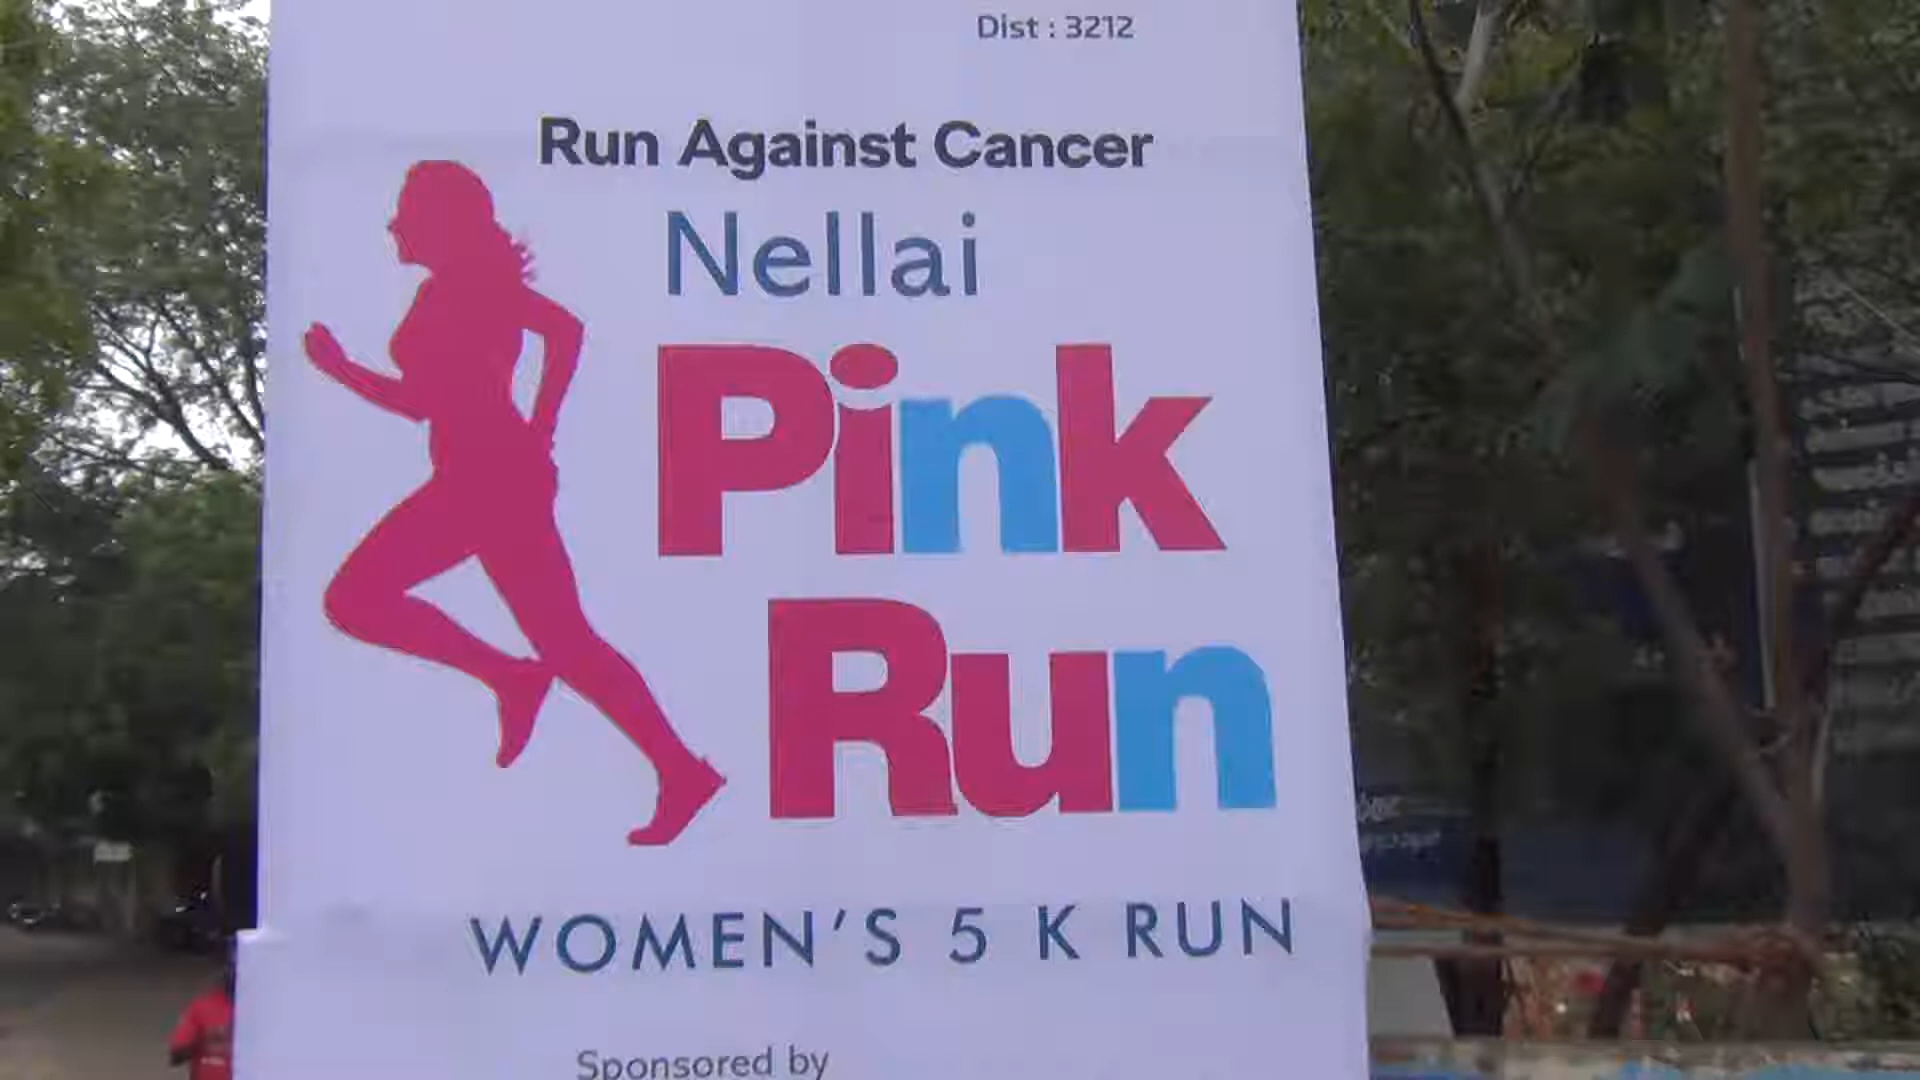 Dist : 3212
Run Against Cancer
Nellai
Pink
Run
WOMEN'S 5 K RUN
Sponsored by